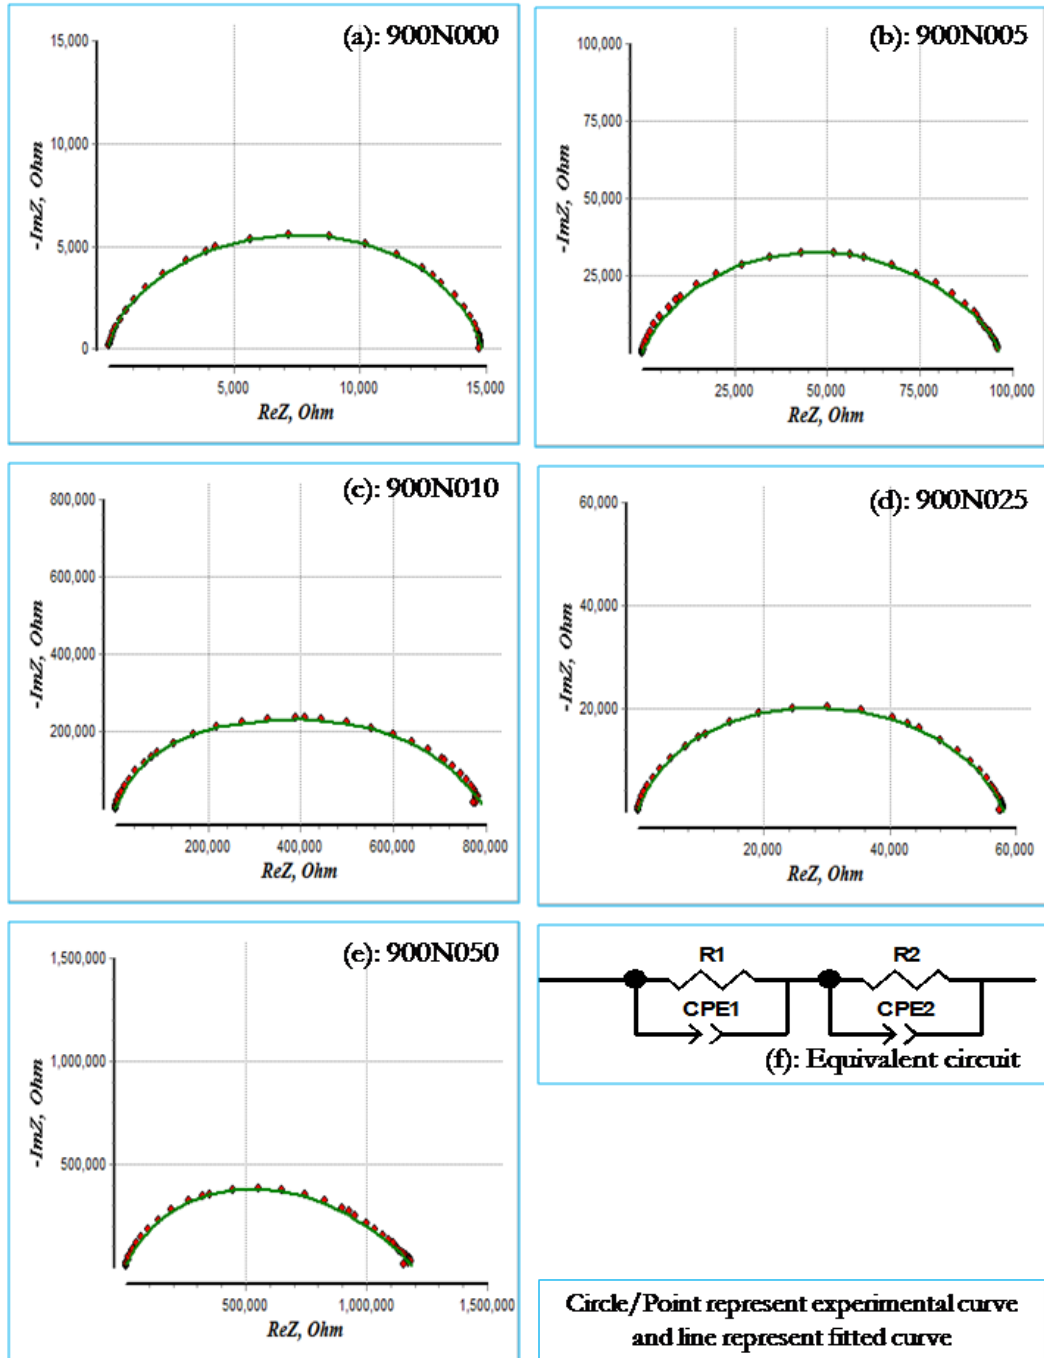 (a): 900N000
15,000
10,000
5,000
0
-ImZ, Ohm
5,000 10,000 15,000
ReZ, Ohm
(b): 900N005
100,000
75,000
50,000
25,000
-ImZ, Ohm
25,000 50,000 75,000 100,000
ReZ, Ohm
(c): 900N010
800,000
600,000
400,000
200,000
-ImZ, Ohm
200,000 400,000 600,000 800,000
ReZ, Ohm
(d): 900N025
60,000
40,000
20,000
-ImZ, Ohm
20,000 40,000 60,000
ReZ, Ohm
(e): 900N050
1,500,000
1,000,000
500,000
-ImZ, Ohm
500,000 1,000,000 1,500,000
ReZ, Ohm
R1 R2
CPE1 CPE2
(f): Equivalent circuit
Circle/Point represent experimental curve
and line represent fitted curve